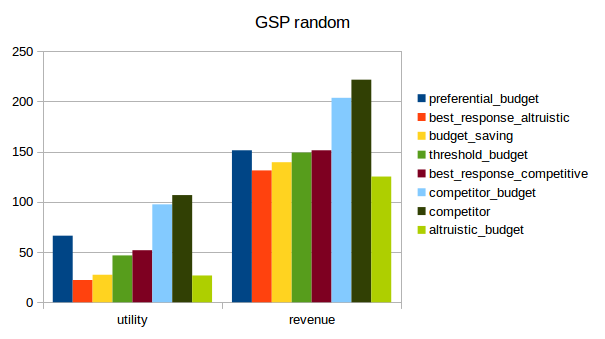 GSP random
250
200
150
100
50
0
utility
revenue
preferential_budget
best_response_altruistic
budget_saving
threshold_budget
best_response_competitive
competitor_budget
competitor
altruistic_budget